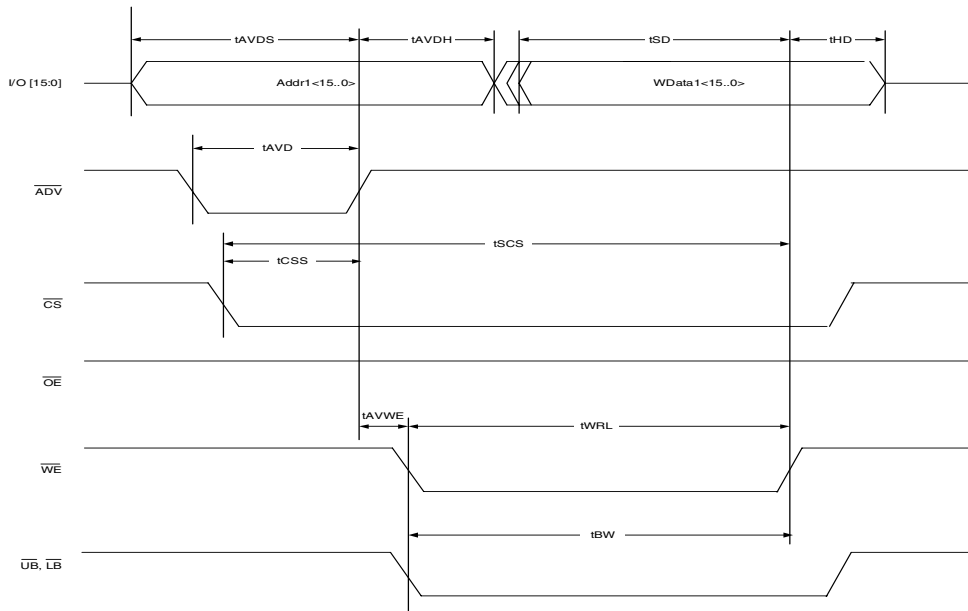 tAVDS tAVDH tSD tHD
I/O [15:0] Addr1<15..0> WData1<15..0>
tAVD
ADV
tSCS
tCSS
CS
OE
tAVWE tWRL
WE
tBW
UB, LB